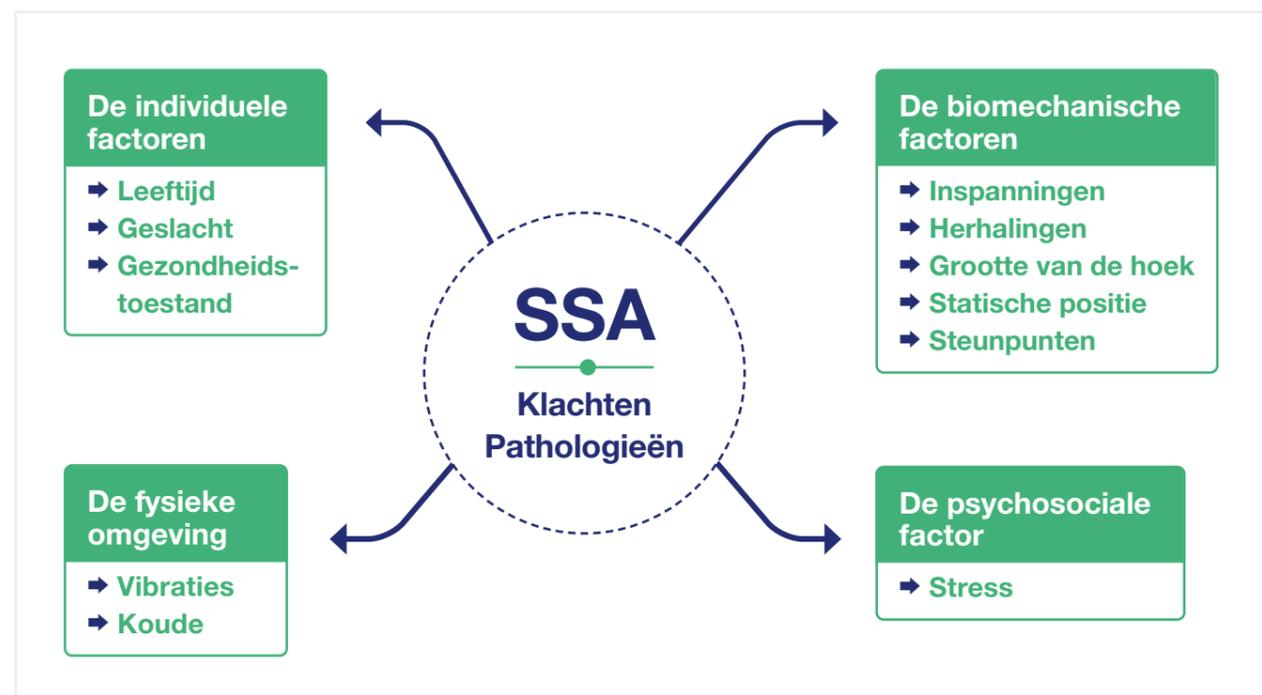 De individuele
factoren
Leeftijd
Geslacht
Gezondheids-
toestand
De biomechanische
factoren
Inspanningen
Herhalingen
Grootte van de hoek
Statische positie
Steunpunten
SSA
Klachten
Pathologieën
De fysieke
omgeving
Vibraties
Koude
De psychosociale
factor
Stress